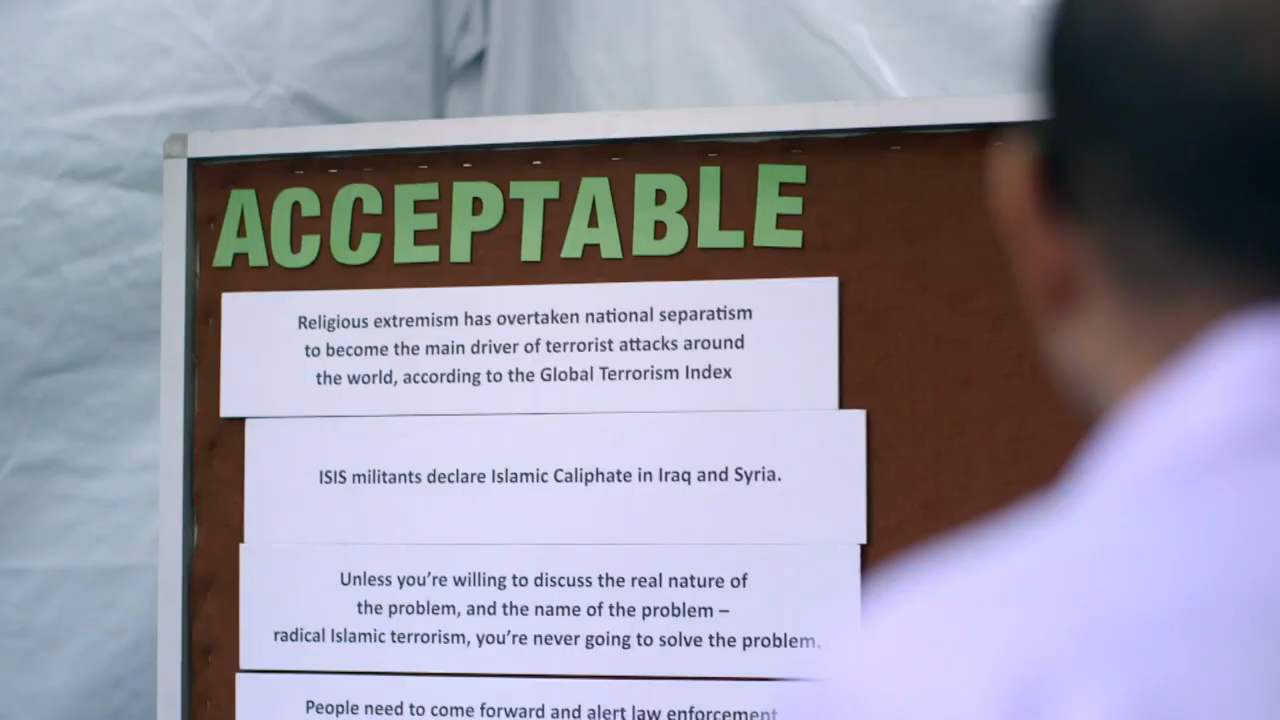 ACCEPTABLE
Religious extremism has overtaken national separatism
to become the main driver of terrorist attacks around
the world, according to the Global Terrorism Index
ISIS militants declare Islamic Caliphate in Iraq and Syria.
Unless you’re willing to discuss the real nature of
the problem, and the name of the problem –
radical Islamic terrorism, you’re never going to solve the problem.
People need to come forward and alert law enforcement